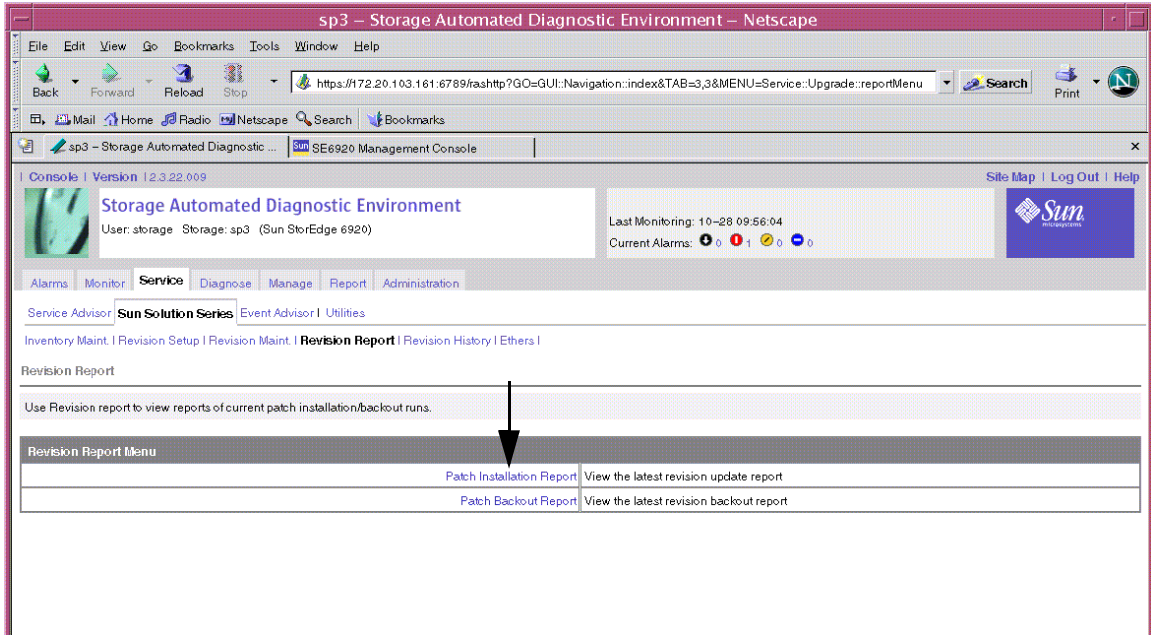 sp3 – Storage Automated Diagnostic Environment – Netscape
File Edit View Go Bookmarks Tools Window Help
Back Forward Reload Stop https://172.20.103.161:6789/rashttp?GO=GUI::Navigation::index&TAB=3,3&MENU=Service::Upgrade::reportMenu Search Print N
Mail Home Radio Netscape Search Bookmarks
sp3 – Storage Automated Diagnostic ... Sun SE6920 Management Console x
| Console | Version | 2.3.22.009 Site Map | Log Out | Help
Storage Automated Diagnostic Environment
User: storage Storage: sp3 (Sun StorEdge 6920)
Last Monitoring: 10–28 09:56:04
Current Alarms: 0 1 0 0
Sun microsystems
Alarms Monitor Service Diagnose Manage Report Administration
Service Advisor Sun Solution Series Event Advisor | Utilities
Inventory Maint. | Revision Setup | Revision Maint. | Revision Report | Revision History | Ethers |
Revision Report
Use Revision report to view reports of current patch installation/backout runs.
Revision Report Menu
Patch Installation Report View the latest revision update report
Patch Backout Report View the latest revision backout report